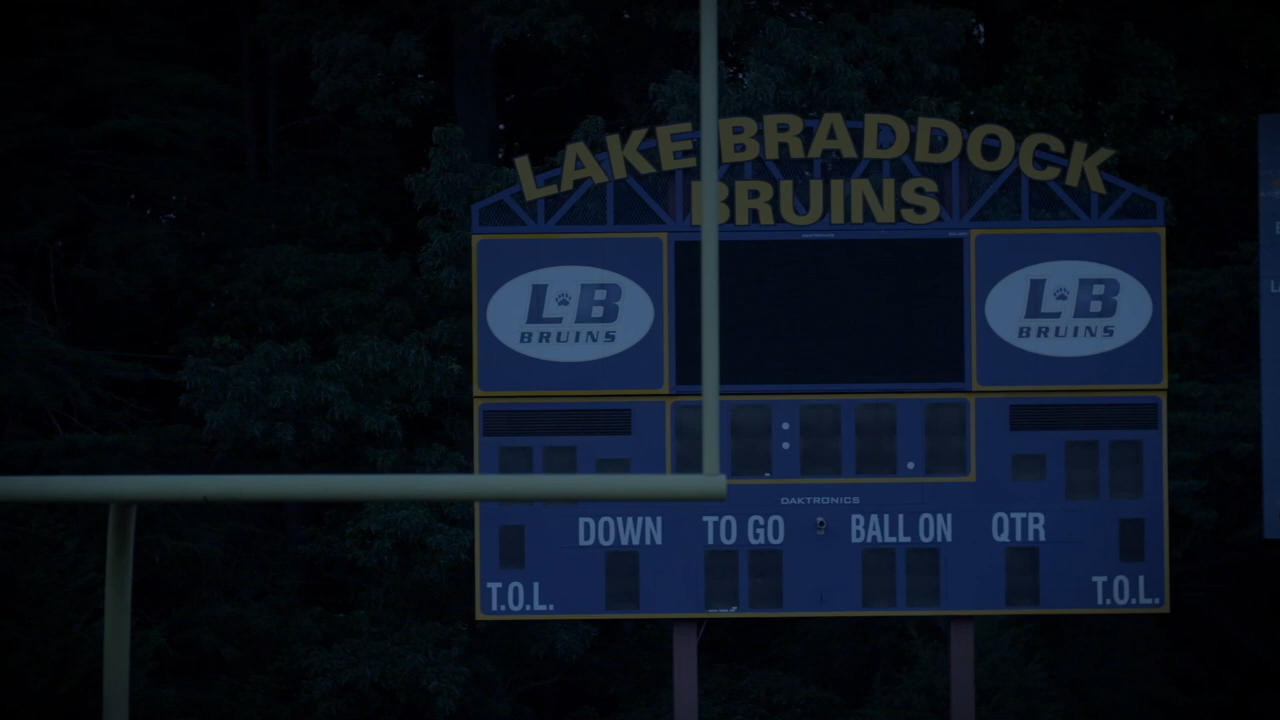 LAKE BRADDOCK
BRUINS
LB
BRUINS
LB
BRUINS
DAKTRONICS
DOWN TO GO BALL ON QTR
T.O.L. T.O.L.